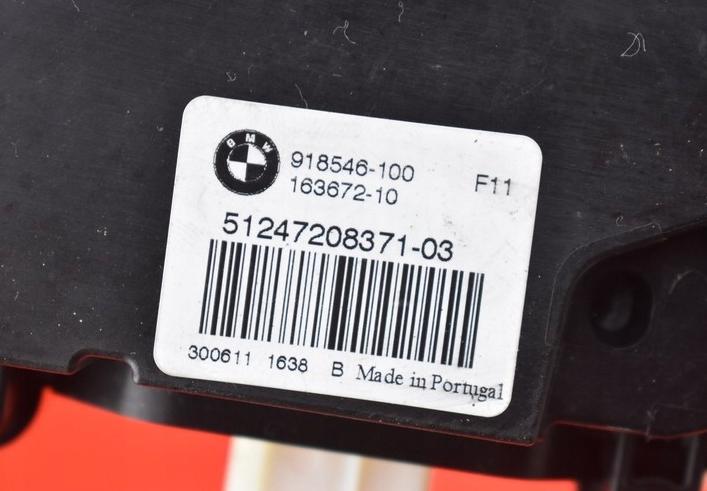 BMW
918546-100 F11
163672-10
51247208371-03
300611 1638 B Made in Portugal